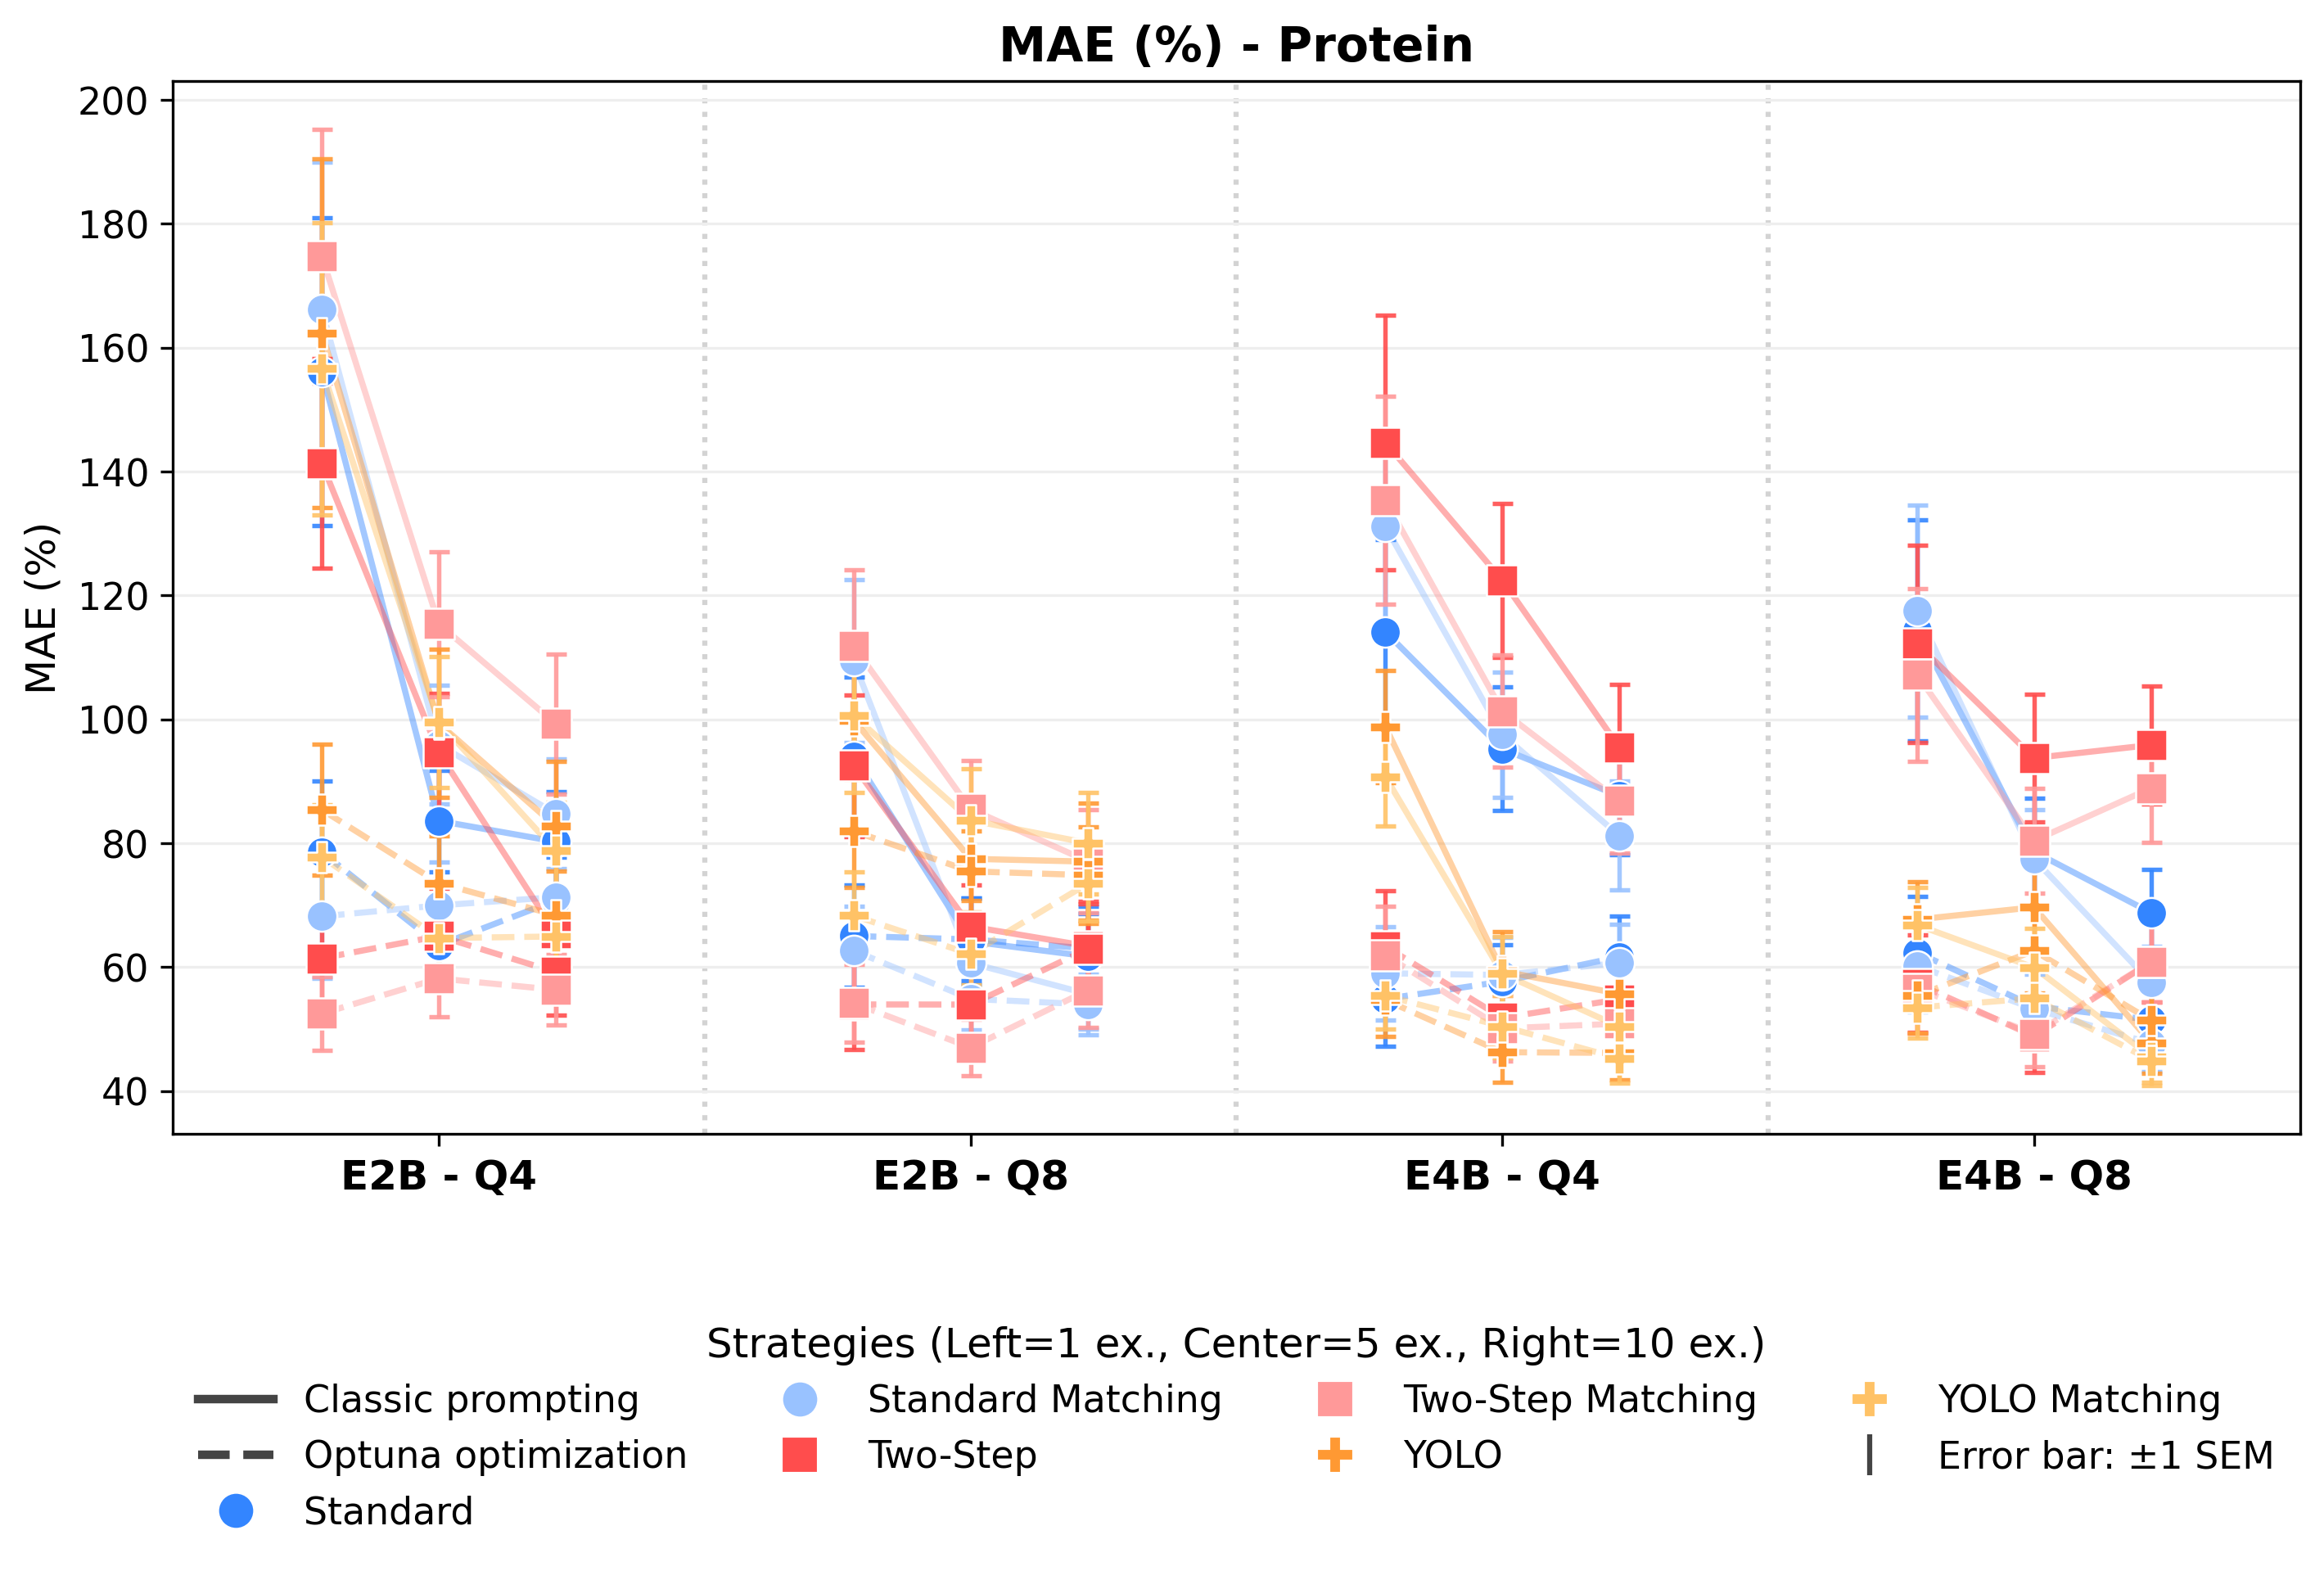 MAE (%) - Protein
MAE (%)
200
180
160
140
120
100
80
60
40
E2B - Q4
E2B - Q8
E4B - Q4
E4B - Q8
Strategies (Left=1 ex., Center=5 ex., Right=10 ex.)
Classic prompting
Standard Matching
Two-Step Matching
YOLO Matching
Optuna optimization
Two-Step
YOLO
Error bar: ±1 SEM
Standard